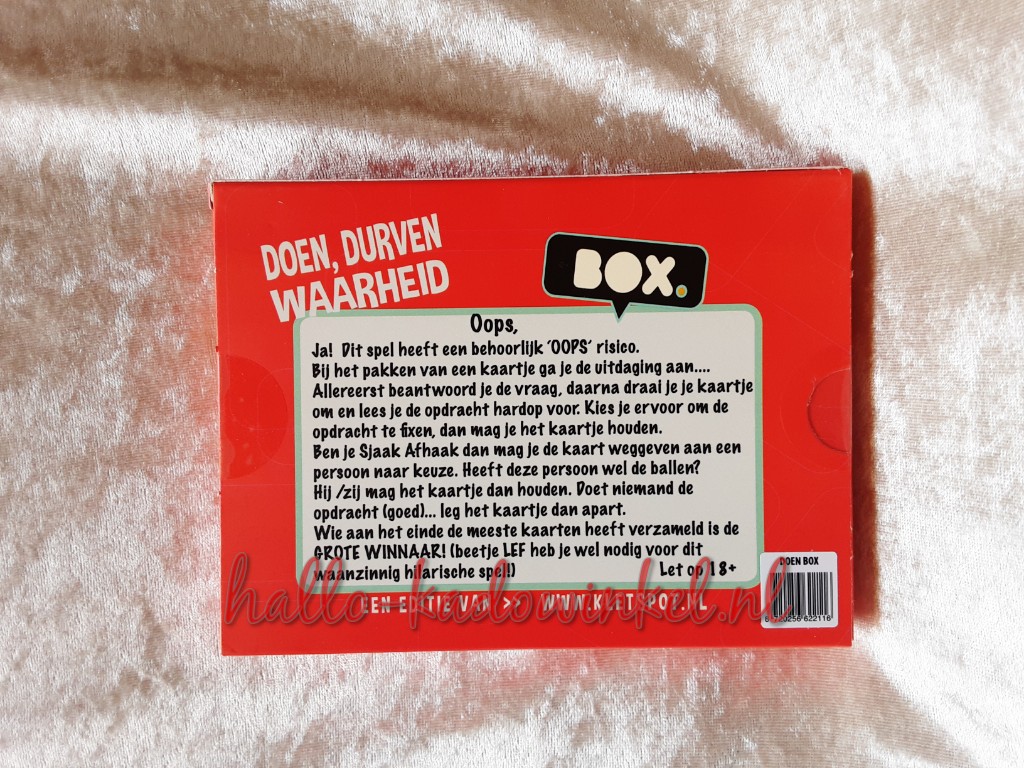 DOEN, DURVEN
WAARHEID
BOX.
Oops,
Ja! Dit spel heeft een behoorlijk ‘OOPS’ risico.
Bij het pakken van een kaartje ga je de uitdaging aan....
Allereerst beantwoord je de vraag, daarna draai je je kaartje
om en lees je de opdracht hardop voor. Kies je ervoor om de
opdracht te fixen, dan mag je het kaartje houden.
Ben je Sjaak Afhaak dan mag je de kaart weggeven aan een
persoon naar keuze. Heeft deze persoon wel de ballen?
Hij /zij mag het kaartje dan houden. Doet niemand de
opdracht (goed)... leg het kaartje dan apart.
Wie aan het einde de meeste kaarten heeft verzameld is de
GROTE WINNAAR! (beetje LEF heb je wel nodig voor dit
waanzinnig hilarische spel!) Let op 18+
EEN EDITIE VAN >> WWW.KLETSPOT.NL
hallo-kadowinkel.nl
DOEN BOX